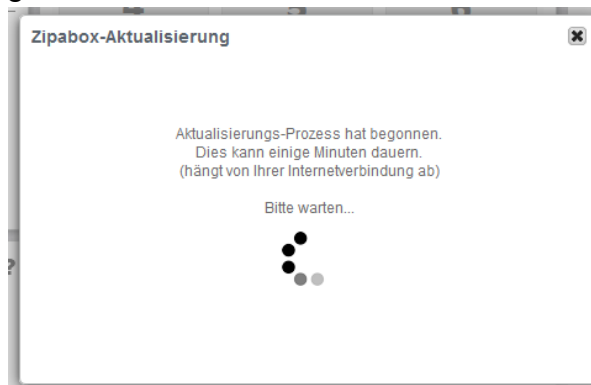 Zipabox-Aktualisierung
Aktualisierungs-Prozess hat begonnen.
Dies kann einige Minuten dauern.
(hängt von Ihrer Internetverbindung ab)
Bitte warten...
?